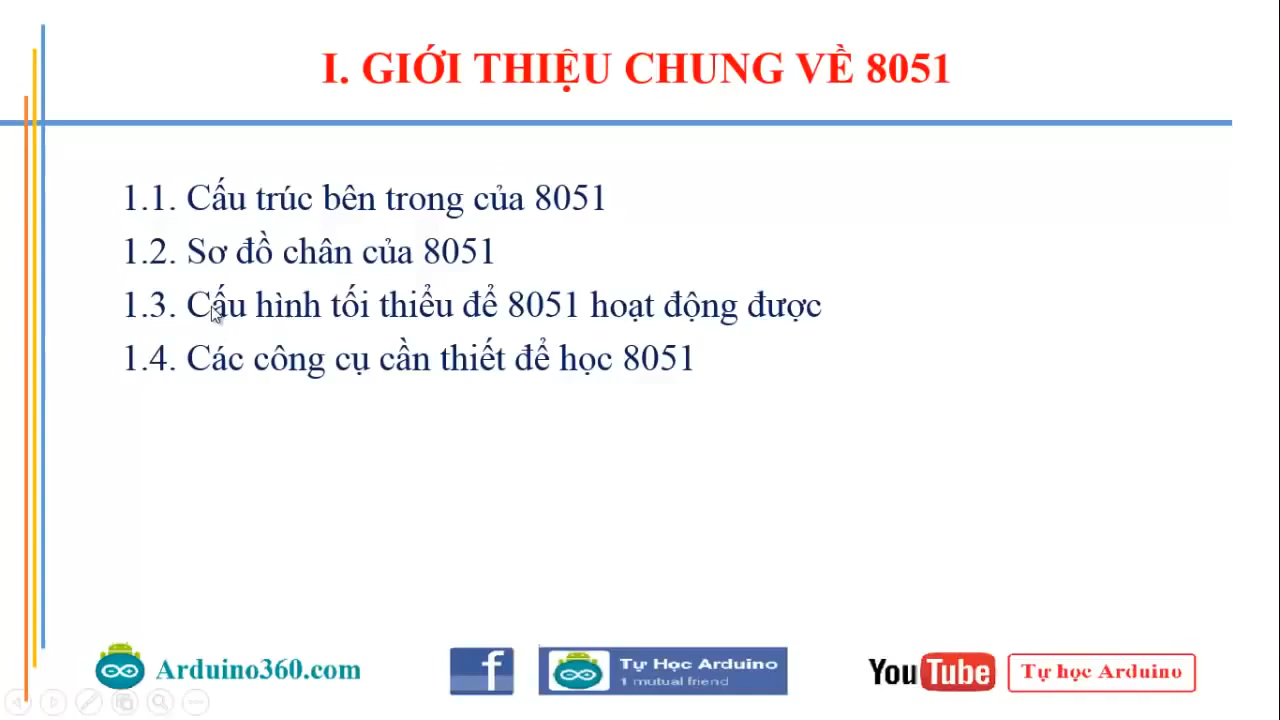 I. GIỚI THIỆU CHUNG VỀ 8051
1.1. Cấu trúc bên trong của 8051
1.2. Sơ đồ chân của 8051
1.3. Cấu hình tối thiểu để 8051 hoạt động được
1.4. Các công cụ cần thiết để học 8051
Arduino360.com
f
Tự Học Arduino
1 mutual friend
YouTube
Tự học Arduino